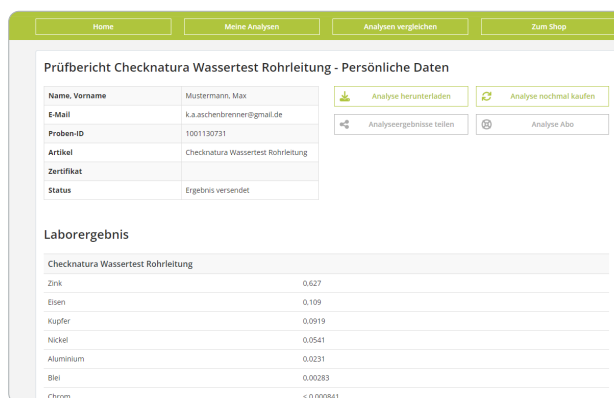 Home Meine Analysen Analysen vergleichen Zum Shop
Prüfbericht Checknatura Wassertest Rohrleitung - Persönliche Daten
Name, Vorname Mustermann, Max
E-Mail k.a.aschenbrenner@gmail.de
Proben-ID 1001130731
Artikel Checknatura Wassertest Rohrleitung
Zertifikat
Status Ergebnis versendet
Analyse herunterladen Analyse nochmal kaufen
Analyseergebnisse teilen Analyse Abo
Laborergebnis
Checknatura Wassertest Rohrleitung
Zink 0,627
Eisen 0,109
Kupfer 0,0919
Nickel 0,0541
Aluminium 0,0231
Blei 0,00283
Chrom < 0,000841